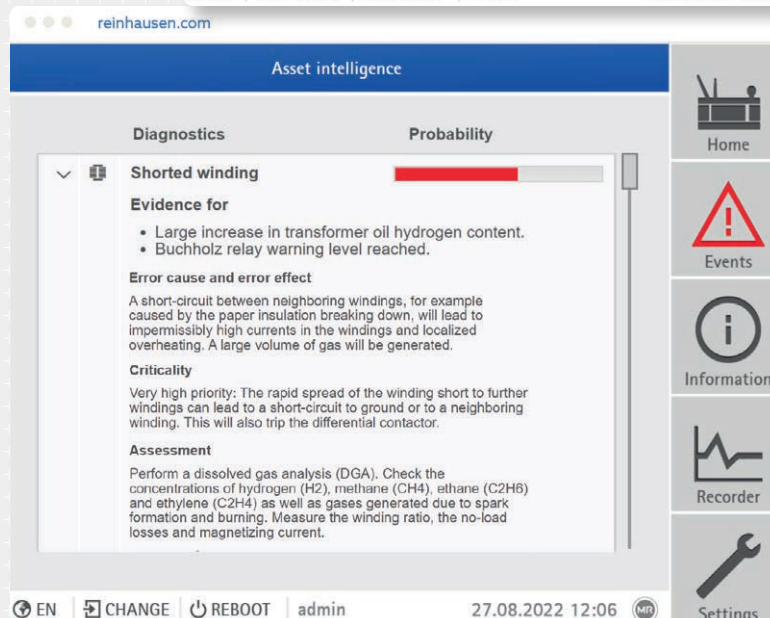 reinhausen.com
Asset intelligence
Diagnostics Probability
Shorted winding
Evidence for
• Large increase in transformer oil hydrogen content.
• Buchholz relay warning level reached.
Error cause and error effect
A short-circuit between neighboring windings, for example
caused by the paper insulation breaking down, will lead to
impermissibly high currents in the windings and localized
overheating. A large volume of gas will be generated.
Criticality
Very high priority: The rapid spread of the winding short to further
windings can lead to a short-circuit to ground or to a neighboring
winding. This will also trip the differential contactor.
Assessment
Perform a dissolved gas analysis (DGA). Check the
concentrations of hydrogen (H2), methane (CH4), ethane (C2H6)
and ethylene (C2H4) as well as gases generated due to spark
formation and burning. Measure the winding ratio, the no-load
losses and magnetizing current.
Home
Events
Information
Recorder
Settings
EN CHANGE REBOOT admin 27.08.2022 12:06 MR